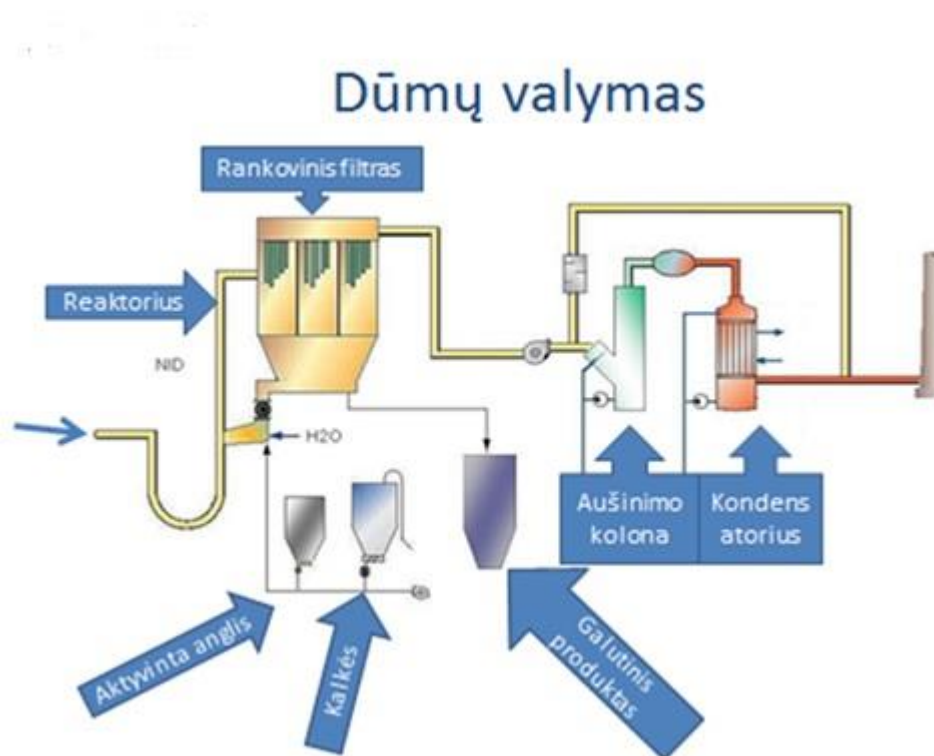 Dūmų valymas
Rankovinis filtras
Reaktorius
NID
H2O
Aušinimo
kolona
Kondens
atorius
Aktyvinta anglis
Kalkės
Galutinis
produktas